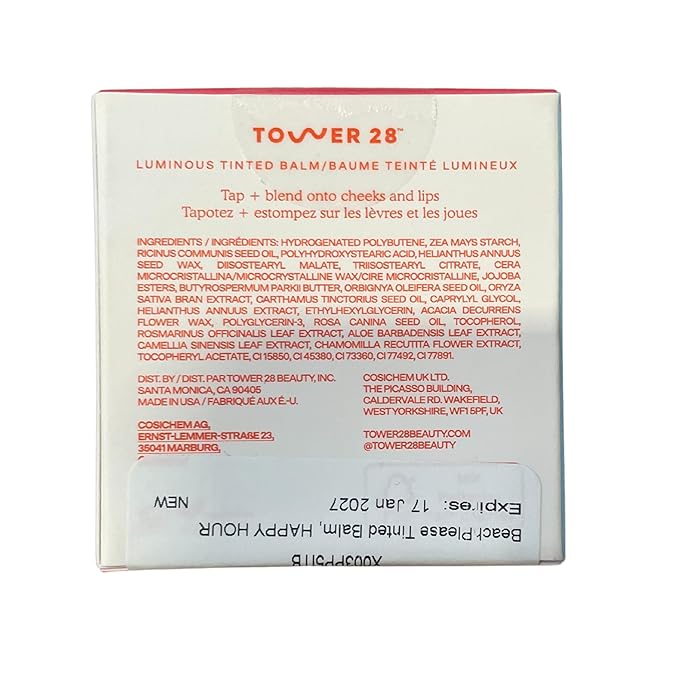 TOWER 28™
LUMINOUS TINTED BALM/BAUME TEINTÉ LUMINEUX
Tap + blend onto cheeks and lips
Tapotez + estompez sur les lèvres et les joues
INGREDIENTS / INGRÉDIENTS: HYDROGENATED POLYBUTENE, ZEA MAYS STARCH,
RICINUS COMMUNIS SEED OIL, POLYHYDROXYSTEARIC ACID, HELIANTHUS ANNUUS
SEED WAX, DIISOSTEARYL MALATE, TRIISOSTEARYL CITRATE, CERA
MICROCRISTALLINA/MICROCRYSTALLINE WAX/CIRE MICROCRISTALLINE, JOJOBA
ESTERS, BUTYROSPERMUM PARKII BUTTER, ORBIGNYA OLEIFERA SEED OIL, ORYZA
SATIVA BRAN EXTRACT, CARTHAMUS TINCTORIUS SEED OIL, CAPRYLYL GLYCOL,
HELIANTHUS ANNUUS EXTRACT, ETHYLHEXYLGLYCERIN, ACACIA DECURRENS
FLOWER WAX, POLYGLYCERIN-3, ROSA CANINA SEED OIL, TOCOPHEROL,
ROSMARINUS OFFICINALIS LEAF EXTRACT, ALOE BARBADENSIS LEAF EXTRACT,
CAMELLIA SINENSIS LEAF EXTRACT, CHAMOMILLA RECUTITA FLOWER EXTRACT,
TOCOPHERYL ACETATE, CI 15850, CI 45380, CI 73360, CI 77492, CI 77891.
DIST. BY / DIST. PAR TOWER 28 BEAUTY, INC.
SANTA MONICA, CA 90405
MADE IN USA / FABRIQUÉ AUX É.-U.
COSICHEM AG,
ERNST-LEMMER-STRAßE 23,
35041 MARBURG,
COSICHEM UK LTD.
THE PICASSO BUILDING,
CALDERVALE RD. WAKEFIELD,
WEST YORKSHIRE, WF1 5PF, UK
TOWER28BEAUTY.COM
@TOWER28BEAUTY
BeachPlease Tinted Balm, HAPPY HOUR
Expires: 17 Jan 2027
NEW